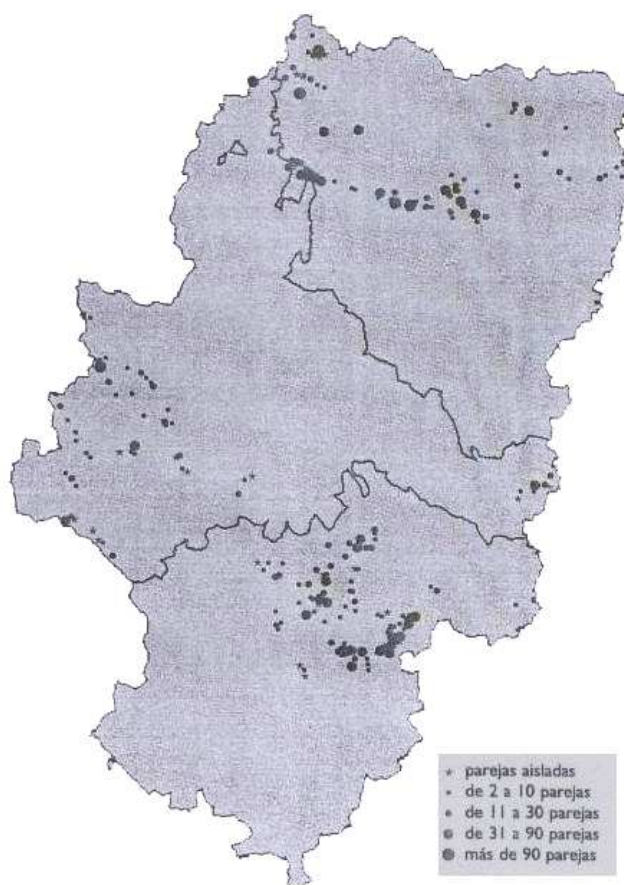 parejas aisladas
de 2 a 10 parejas
de 11 a 30 parejas
de 31 a 90 parejas
más de 90 parejas